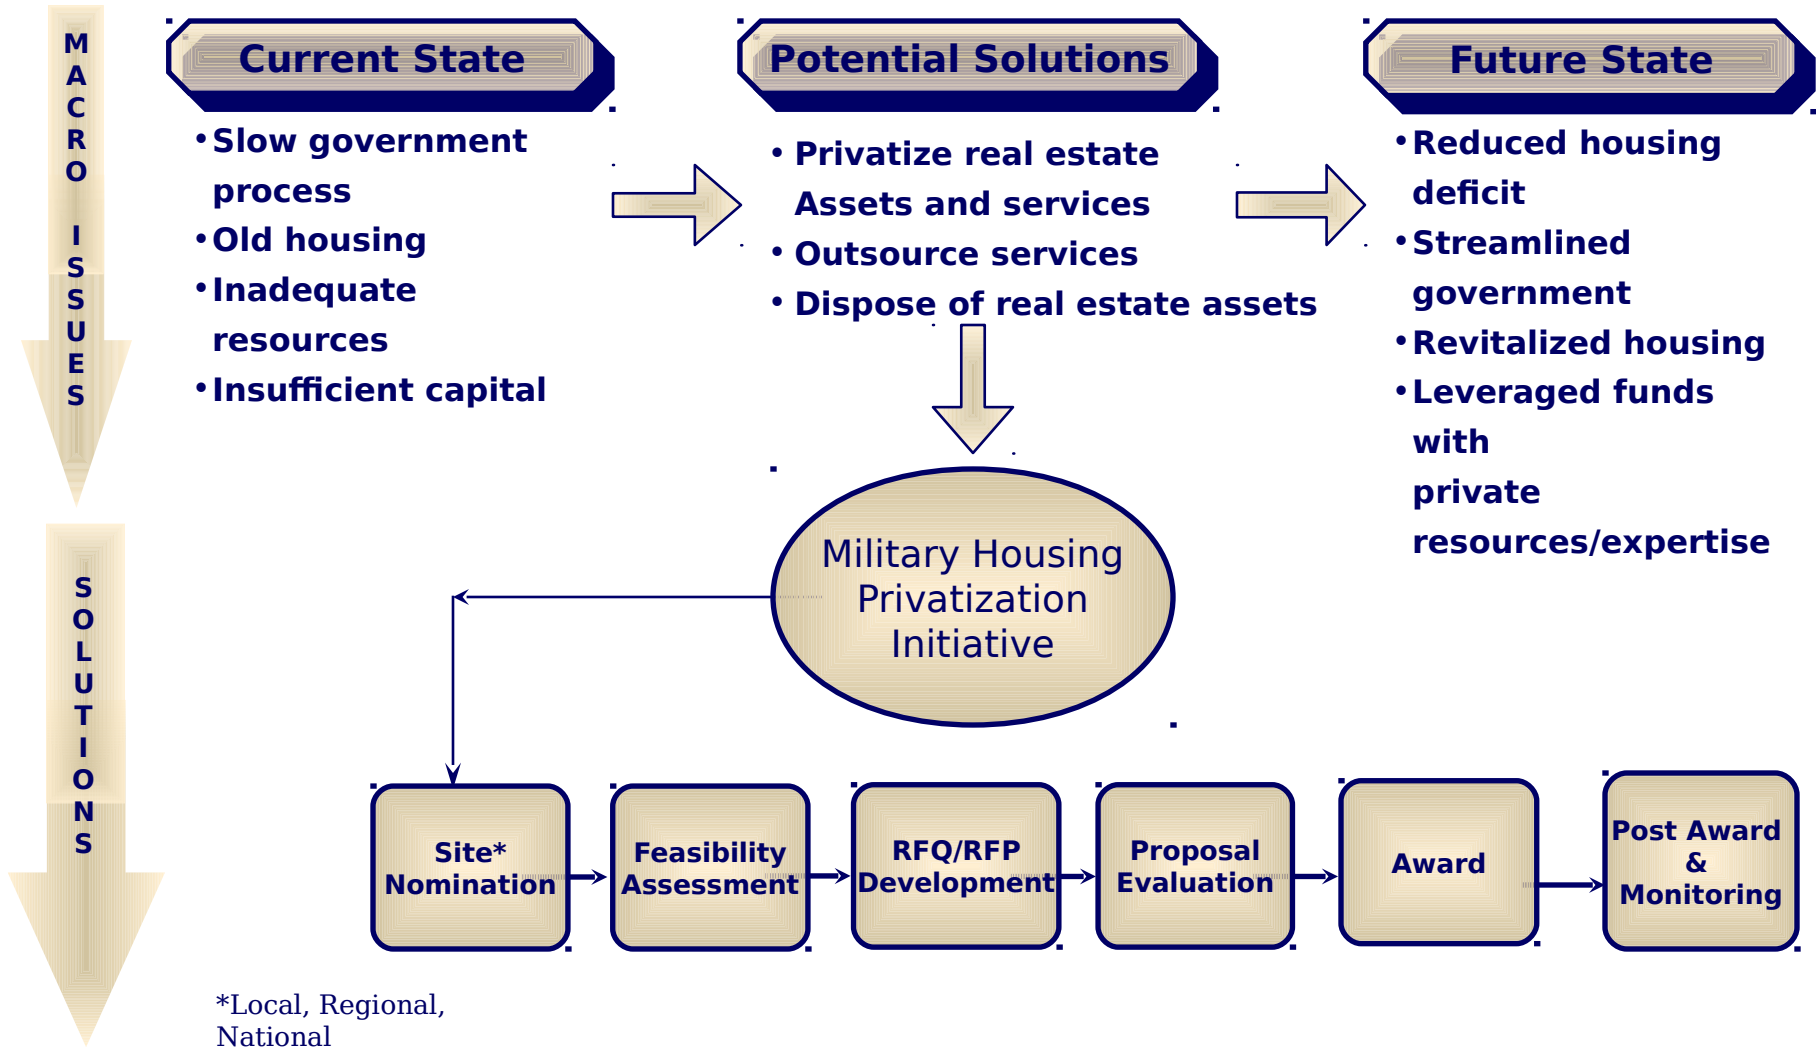 MACRO ISSUES
Current State
• Slow government
process
• Old housing
• Inadequate
resources
• Insufficient capital
Potential Solutions
• Privatize real estate
Assets and services
• Outsource services
• Dispose of real estate assets
Future State
• Reduced housing
deficit
• Streamlined
government
• Revitalized housing
• Leveraged funds
with
private
resources/expertise
SOLUTIONS
Military Housing
Privatization
Initiative
Site*
Nomination
Feasibility
Assessment
RFQ/RFP
Development
Proposal
Evaluation
Award
Post Award
&
Monitoring
*Local, Regional,
National